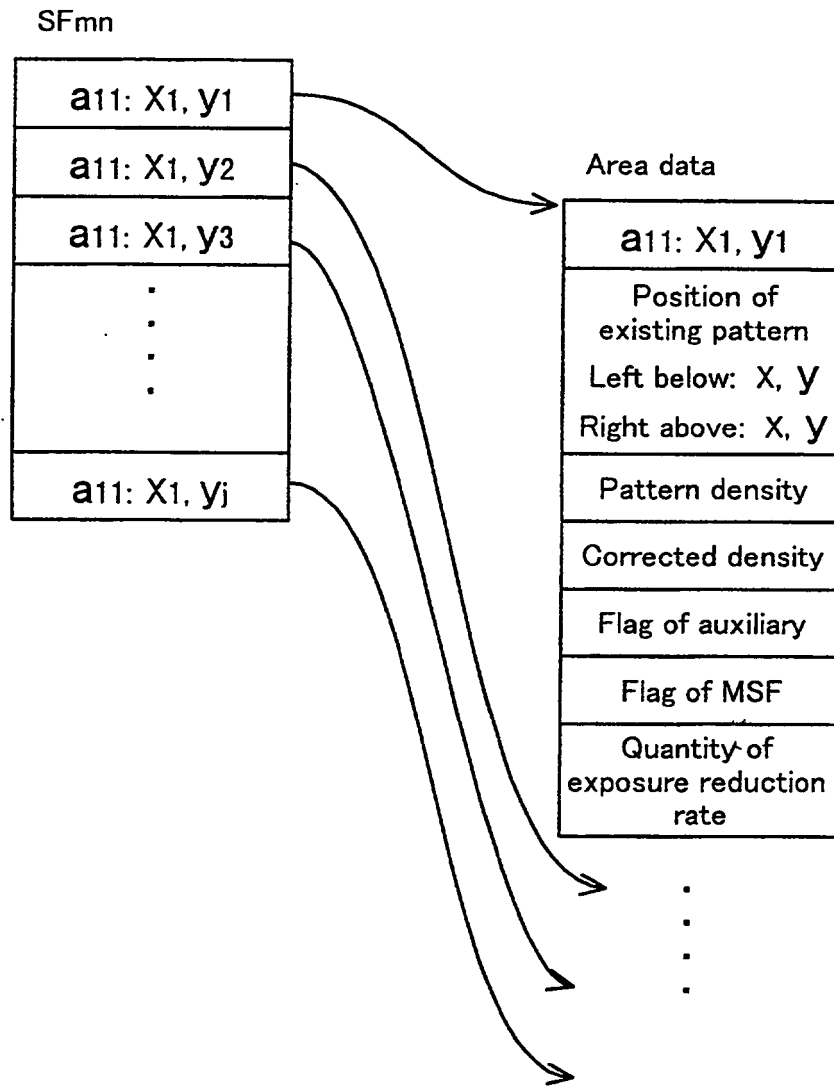 SFmn
a11: X1, y1
a11: X1, y2
a11: X1, y3
a11: X1, yj
Area data
a11: X1, y1
Position of
existing pattern
Left below: X, y
Right above: X, y
Pattern density
Corrected density
Flag of auxiliary
Flag of MSF
Quantity of
exposure reduction
rate